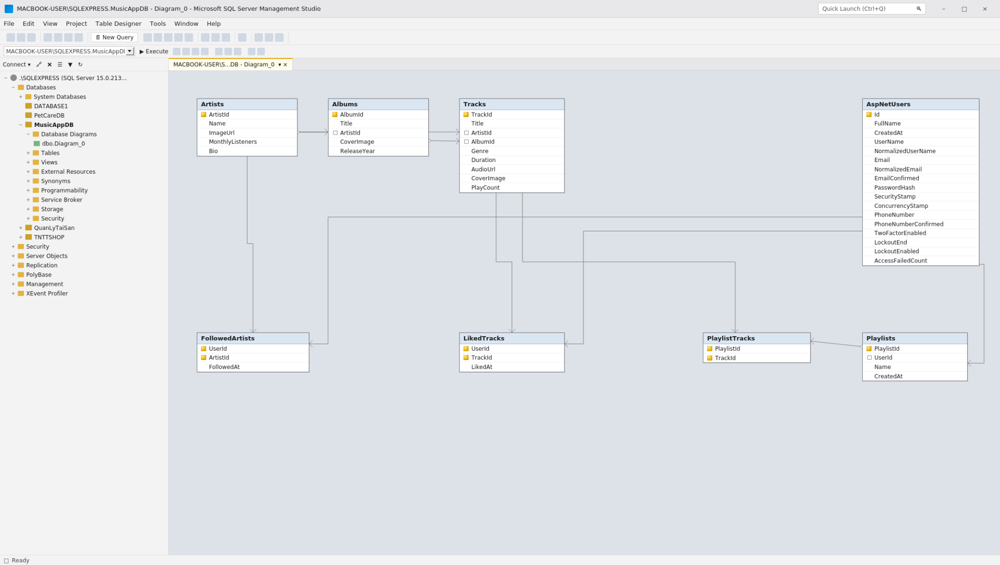 MACBOOK-USER\SQLEXPRESS.MusicAppDB - Diagram_0 - Microsoft SQL Server Management Studio
Quick Launch (Ctrl+Q)
File Edit View Project Table Designer Tools Window Help
New Query
MACBOOK-USER\SQLEXPRESS.MusicAppDI
Execute
Connect
MACBOOK-USER\S...DB - Diagram_0
.\SQLEXPRESS (SQL Server 15.0.213...
Databases
System Databases
DATABASE1
PetCareDB
MusicAppDB
Database Diagrams
dbo.Diagram_0
Tables
Views
External Resources
Synonyms
Programmability
Service Broker
Storage
Security
QuanLyTaiSan
TNTTSHOP
Security
Server Objects
Replication
PolyBase
Management
XEvent Profiler
Artists
ArtistId
Name
ImageUrl
MonthlyListeners
Bio
Albums
AlbumId
Title
ArtistId
CoverImage
ReleaseYear
Tracks
TrackId
Title
ArtistId
AlbumId
Genre
Duration
AudioUrl
CoverImage
PlayCount
AspNetUsers
Id
FullName
CreatedAt
UserName
NormalizedUserName
Email
NormalizedEmail
EmailConfirmed
PasswordHash
SecurityStamp
ConcurrencyStamp
PhoneNumber
PhoneNumberConfirmed
TwoFactorEnabled
LockoutEnd
LockoutEnabled
AccessFailedCount
FollowedArtists
UserId
ArtistId
FollowedAt
LikedTracks
UserId
TrackId
LikedAt
PlaylistTracks
PlaylistId
TrackId
Playlists
PlaylistId
UserId
Name
CreatedAt
Ready